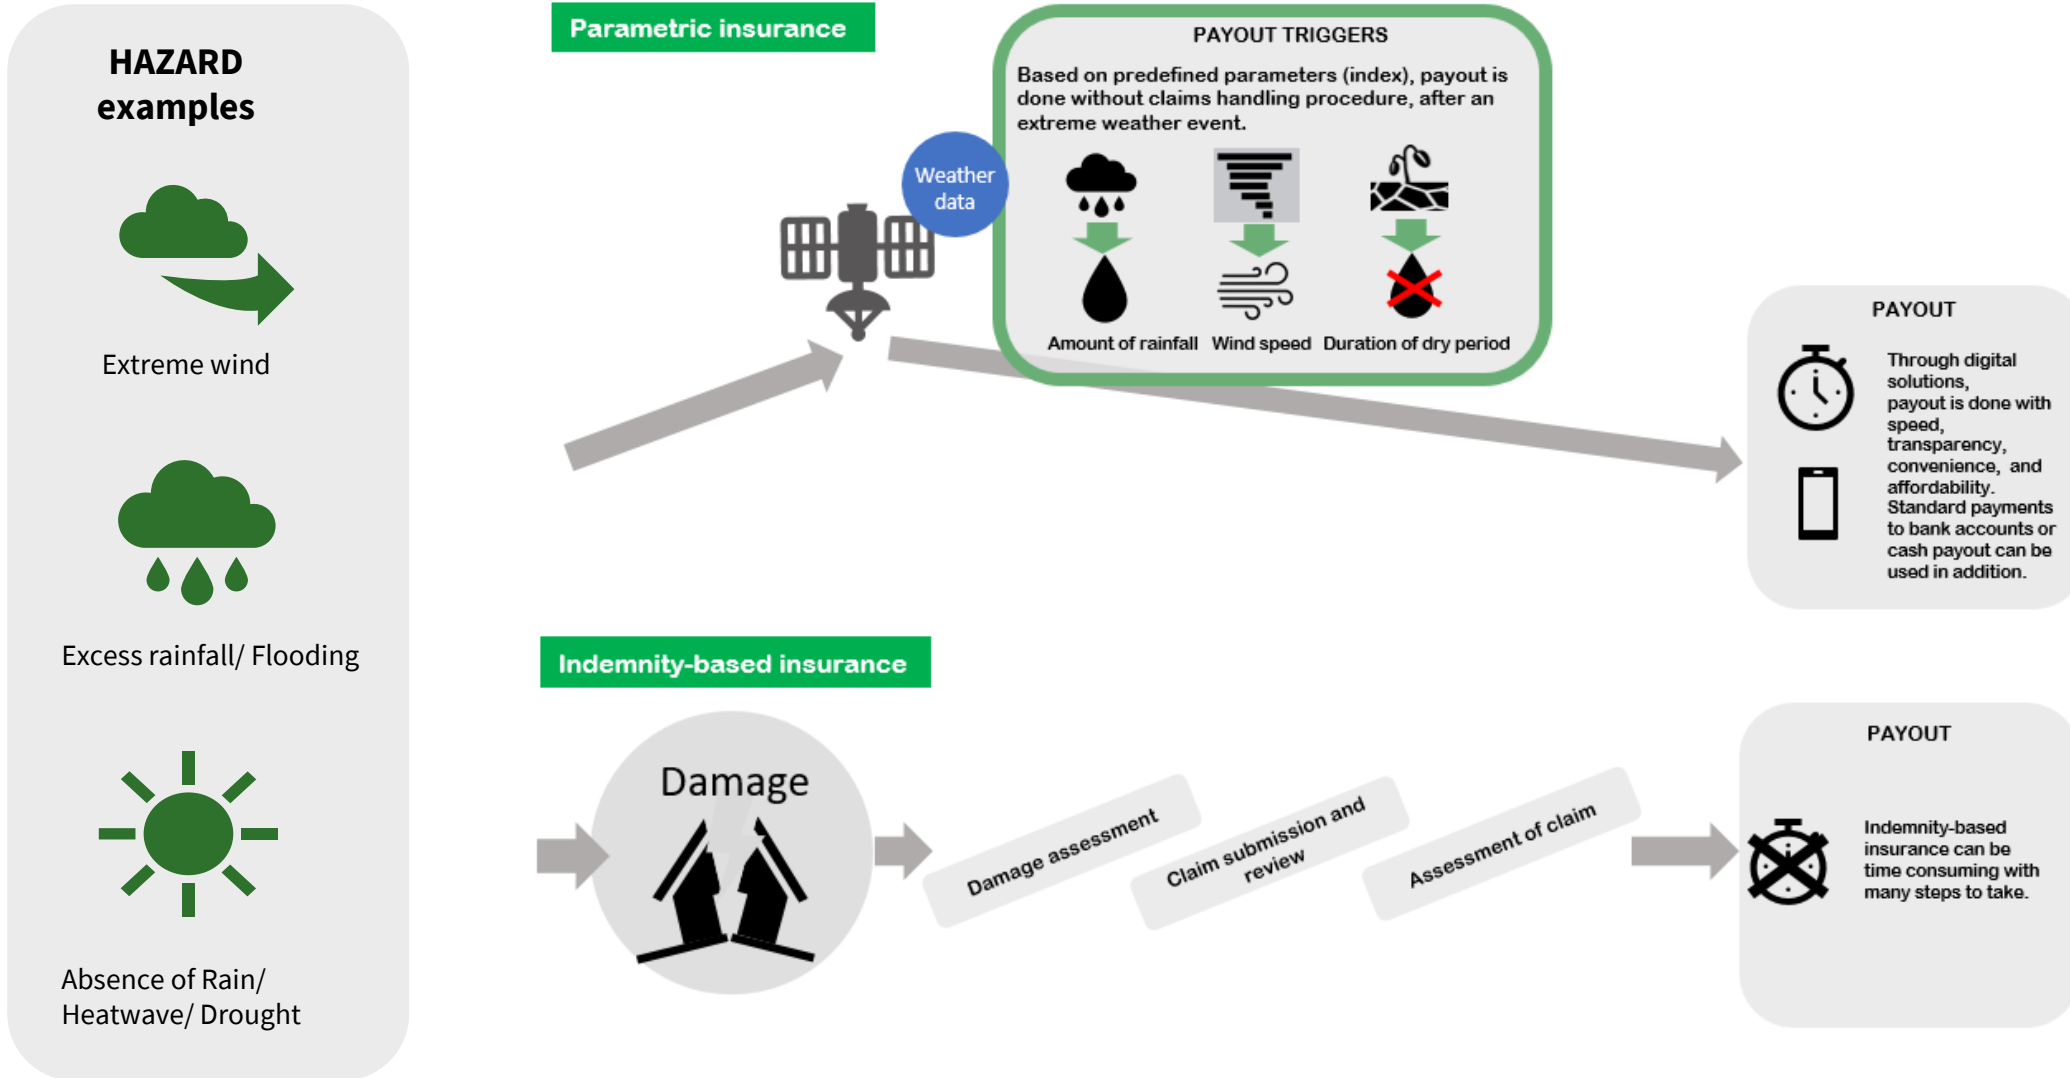 HAZARD
examples
Extreme wind
Excess rainfall/ Flooding
Absence of Rain/
Heatwave/ Drought
Parametric insurance
Weather
data
PAYOUT TRIGGERS
Based on predefined parameters (index), payout is
done without claims handling procedure, after an
extreme weather event.
Amount of rainfall
Wind speed
Duration of dry period
PAYOUT
Through digital
solutions,
payout is done with
speed,
transparency,
convenience, and
affordability.
Standard payments
to bank accounts or
cash payout can be
used in addition.
Indemnity-based insurance
Damage
Damage assessment
Claim submission and
review
Assessment of claim
PAYOUT
Indemnity-based
insurance can be
time consuming with
many steps to take.